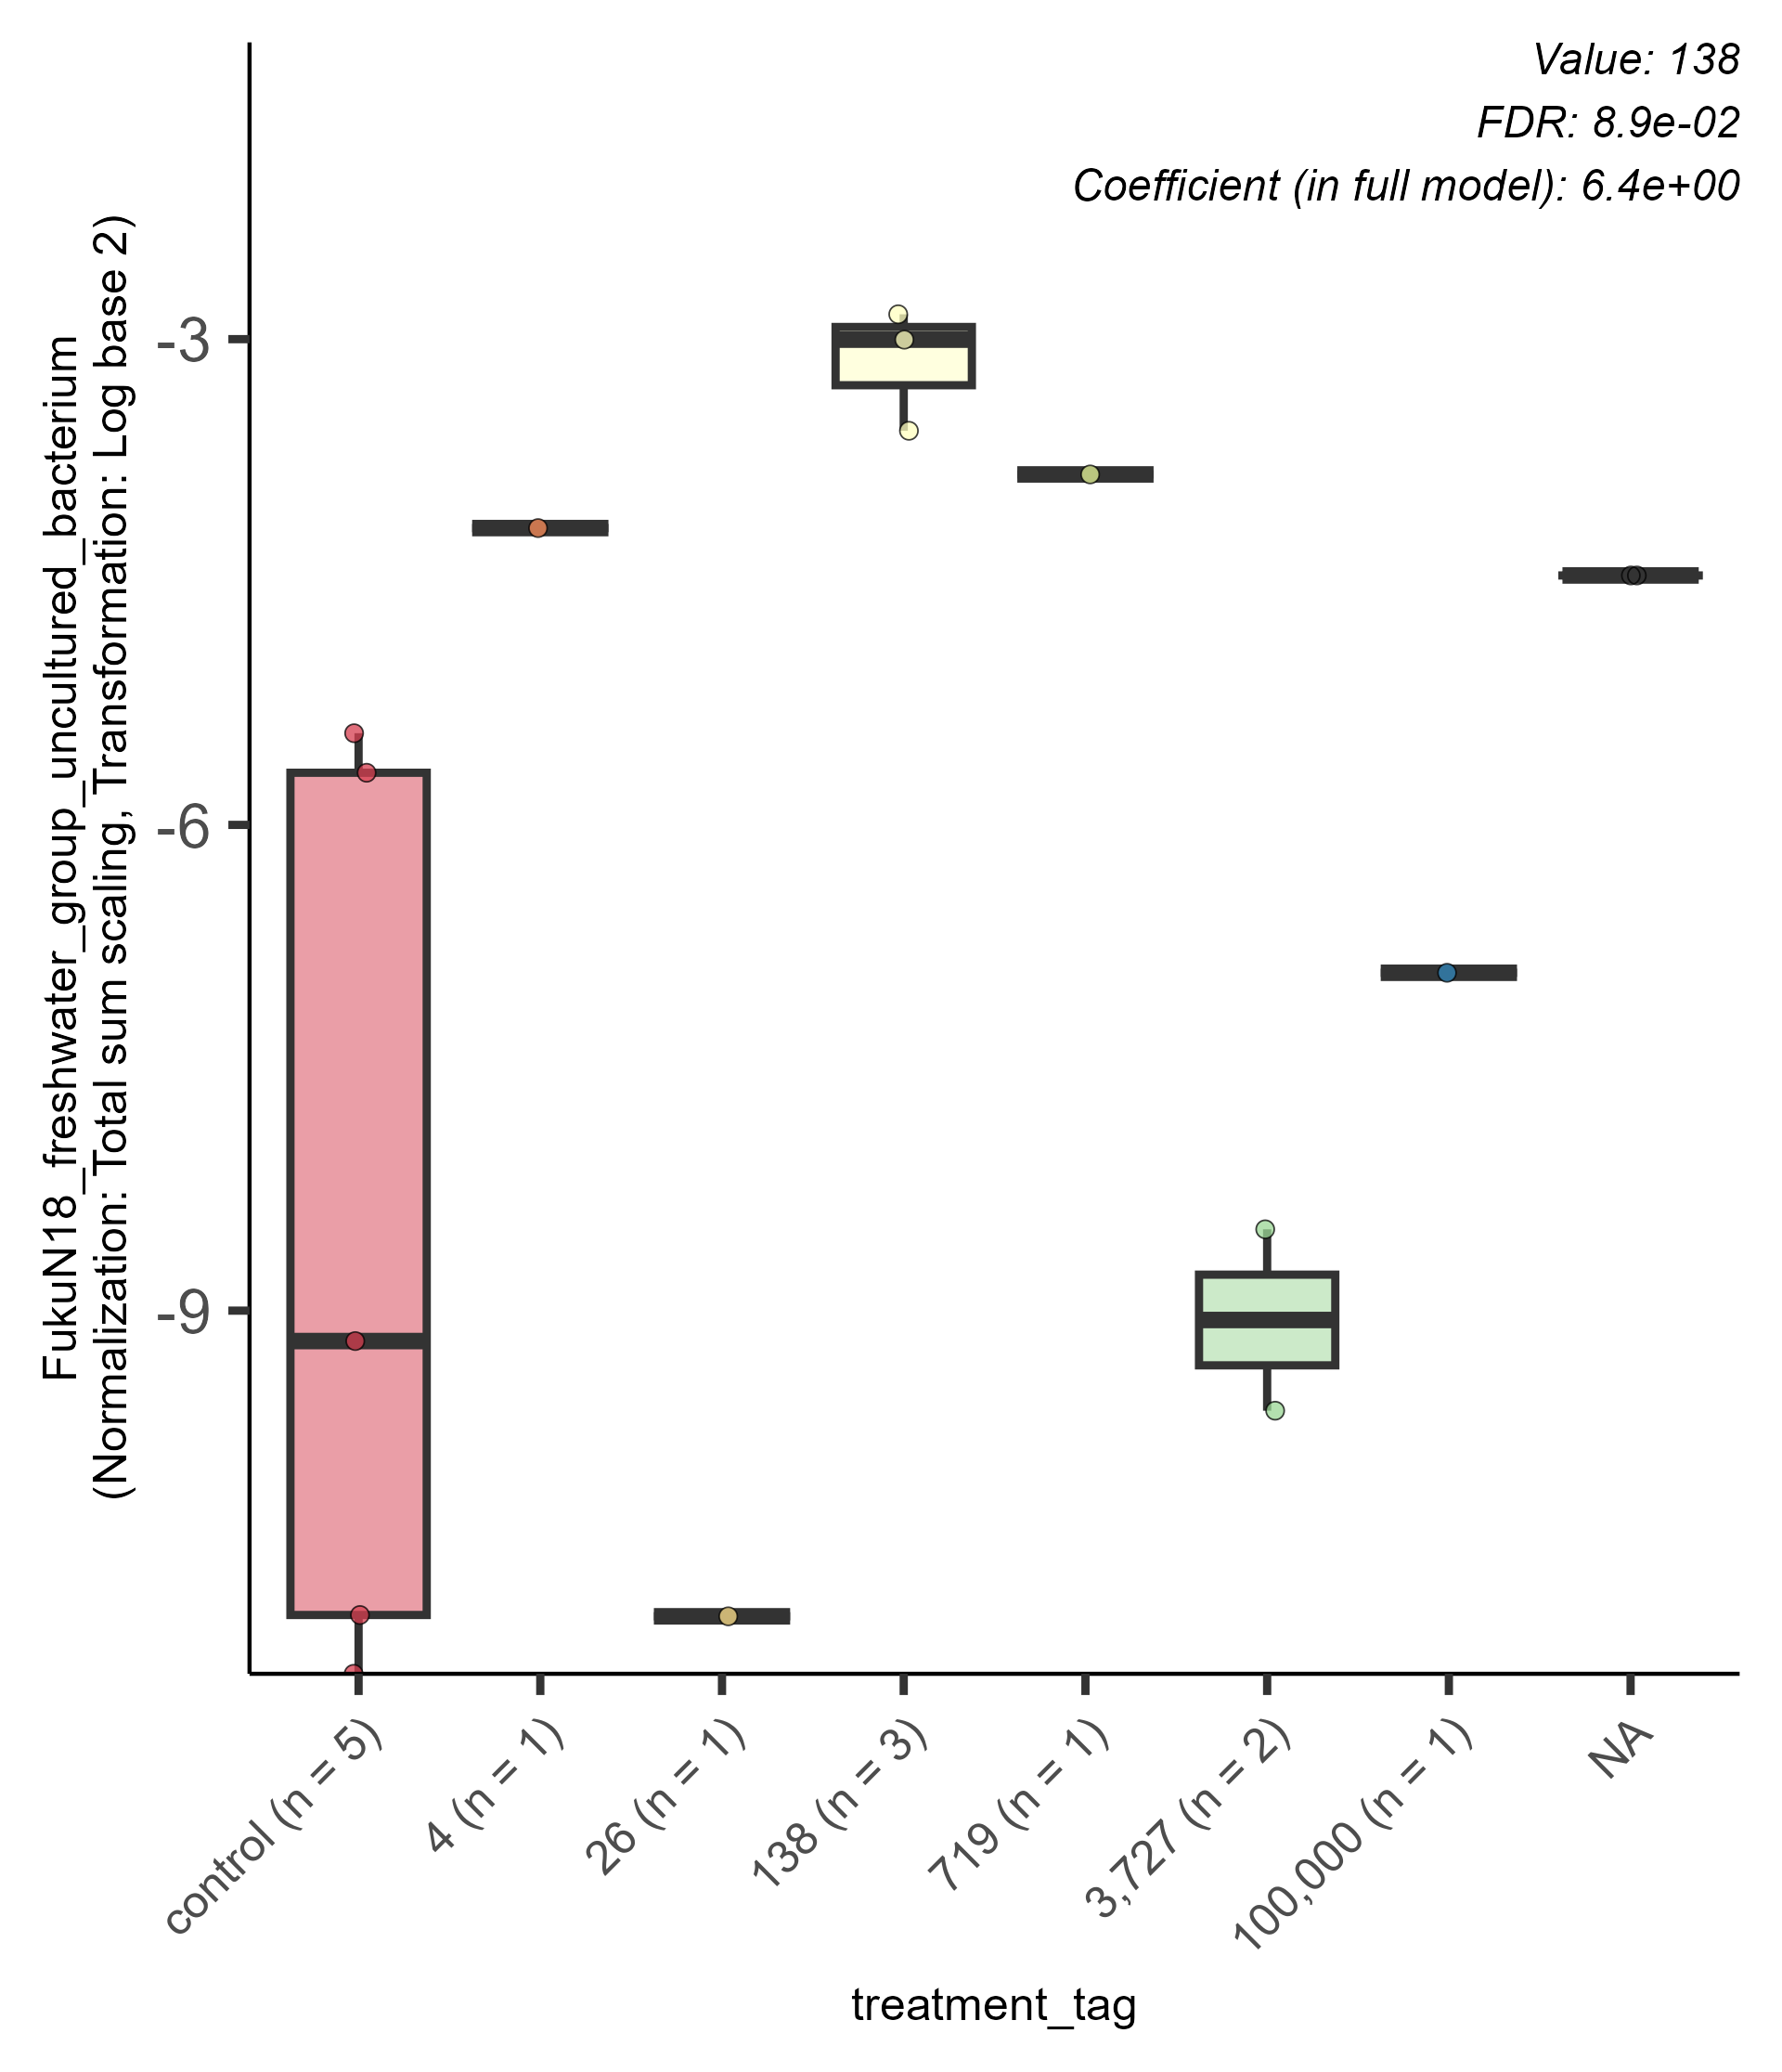 Value: 138
FDR: 8.9e-02
Coefficient (in full model): 6.4e+00
FukuN18_freshwater_group_uncultured_bacterium
(Normalization: Total sum scaling, Transformation: Log base 2)
-3
-6
-9
control (n = 5)
4 (n = 1)
26 (n = 1)
138 (n = 3)
719 (n = 1)
3,727 (n = 2)
100,000 (n = 1)
NA
treatment_tag